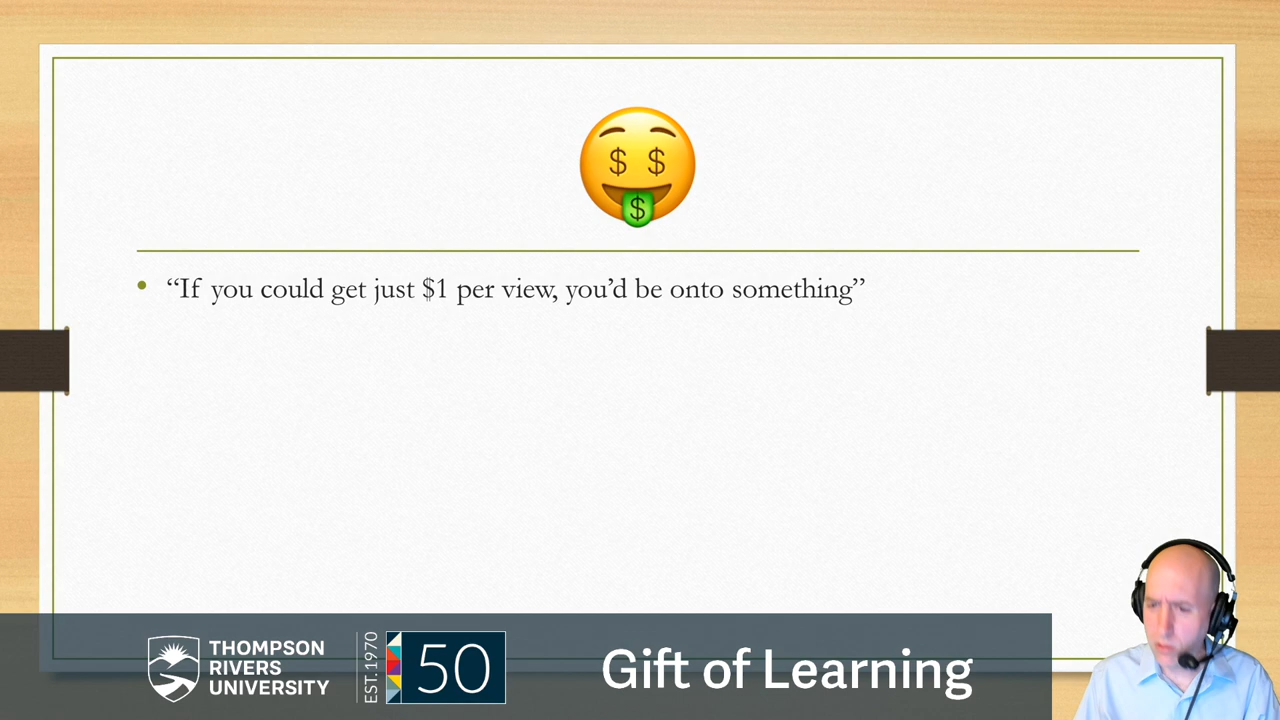 $ $
$
“If you could get just $1 per view, you’d be onto something”
THOMPSON
RIVERS
UNIVERSITY
EST.1970
50
Gift of Learning